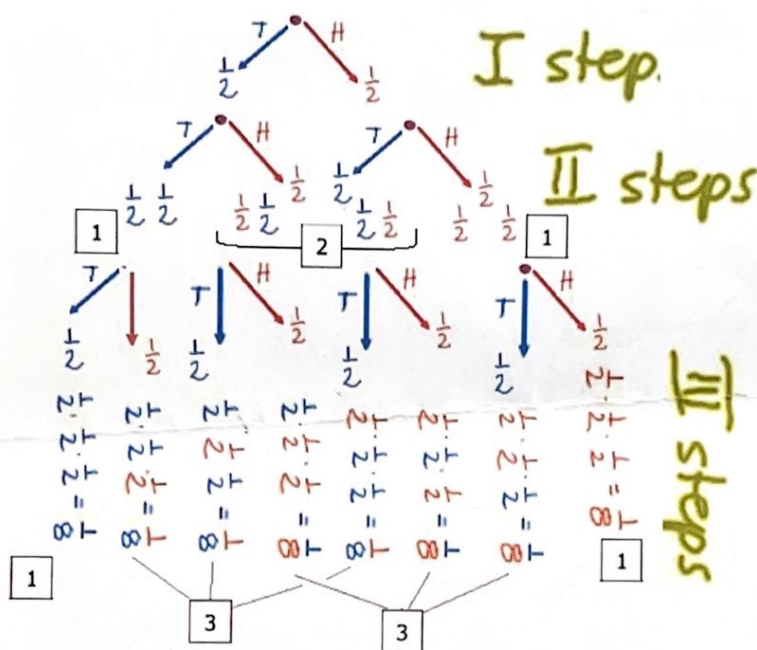 T H
1/2 1/2
I step.
T H T H
1/2 1/2
II steps
1/2 1/2 1/2 1/2 1/2 1/2 1/2 1/2
1 2 1
T T H T H T H
1/2 1/2 1/2 1/2 1/2 1/2 1/2 1/2
III steps
1/2 · 1/2 · 1/2 = 1/8
1/2 · 1/2 · 1/2 = 1/8
1/2 1/2 1/2 = 1/8
1/2 · 1/2 · 1/2 = 1/8
1/2 · 1/2 · 1/2 = 1/8
1/2 · 1/2 · 1/2 = 1/8
1/2 · 1/2 · 1/2 = 1/8
1/2 · 1/2 · 1/2 = 1/8
1 3 3 1